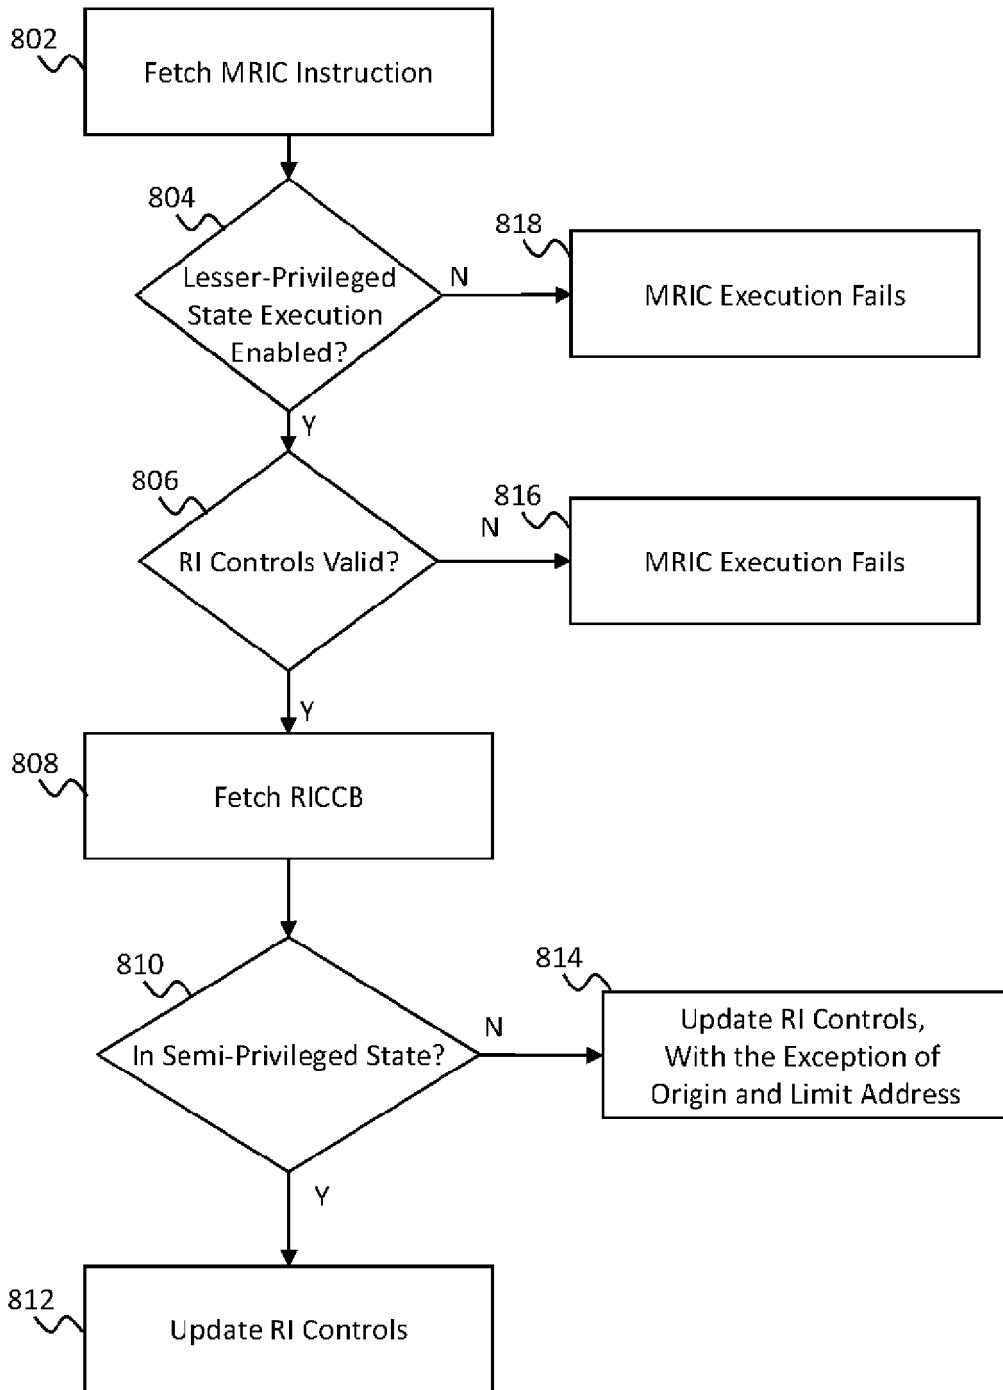 802
Fetch MRIC Instruction
804
Lesser-Privileged
State Execution
Enabled?
N
818
MRIC Execution Fails
Y
806
RI Controls Valid?
N
816
MRIC Execution Fails
Y
808
Fetch RICCB
810
In Semi-Privileged State?
N
814
Update RI Controls,
With the Exception of
Origin and Limit Address
Y
812
Update RI Controls